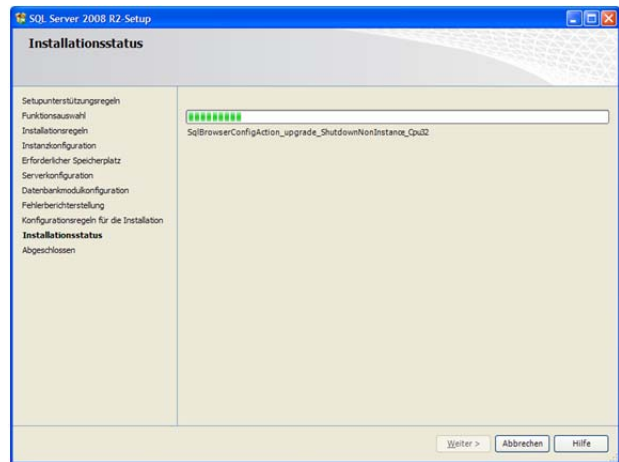 SQL Server 2008 R2-Setup
Installationsstatus
Setupunterstützungsregeln
Funktionsauswahl
Installationsregeln
Instanzkonfiguration
Erforderlicher Speicherplatz
Serverkonfiguration
Datenbankmodulkonfiguration
Fehlerberichterstellung
Konfigurationsregeln für die Installation
Installationsstatus
Abgeschlossen
SqlBrowserConfigAction_upgrade_ShutdownNonInstance_Cpu32
Weiter >
Abbrechen
Hilfe